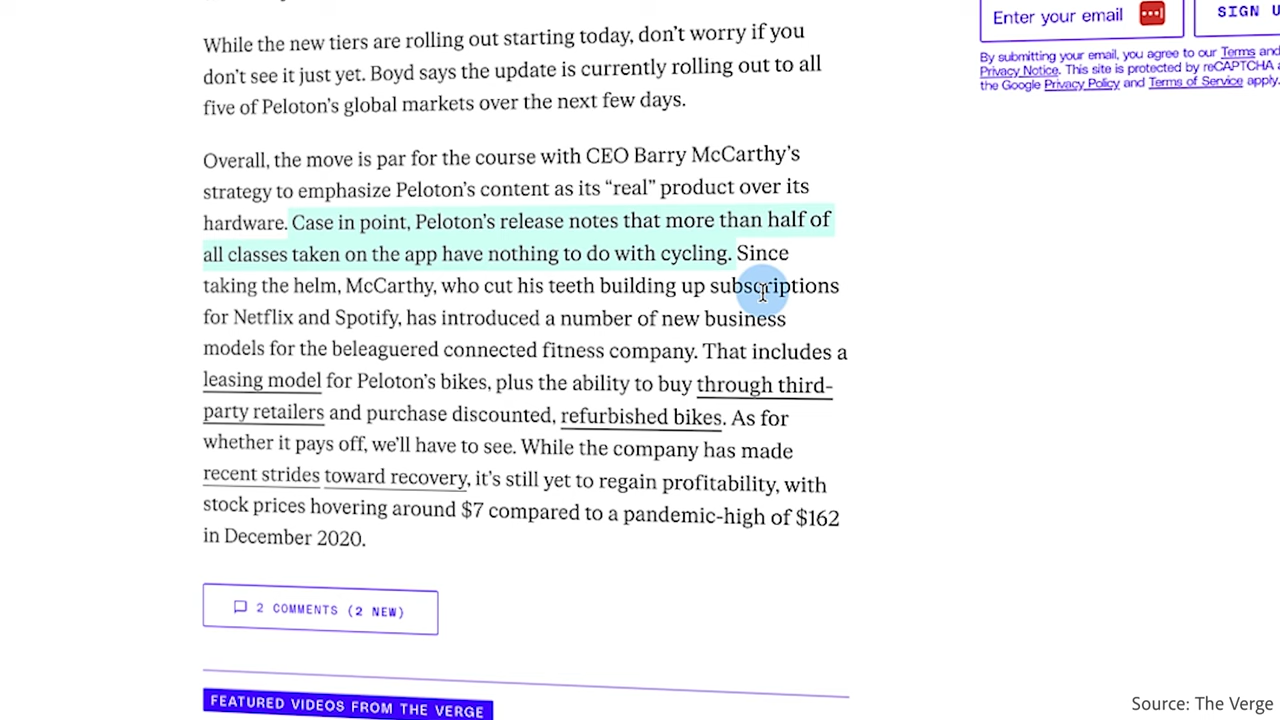 While the new tiers are rolling out starting today, don’t worry if you
don’t see it just yet. Boyd says the update is currently rolling out to all
five of Peloton’s global markets over the next few days.
Overall, the move is par for the course with CEO Barry McCarthy’s
strategy to emphasize Peloton’s content as its “real” product over its
hardware. Case in point, Peloton’s release notes that more than half of
all classes taken on the app have nothing to do with cycling. Since
taking the helm, McCarthy, who cut his teeth building up subscriptions
for Netflix and Spotify, has introduced a number of new business
models for the beleaguered connected fitness company. That includes a
leasing model for Peloton’s bikes, plus the ability to buy through third-
party retailers and purchase discounted, refurbished bikes. As for
whether it pays off, we’ll have to see. While the company has made
recent strides toward recovery, it’s still yet to regain profitability, with
stock prices hovering around $7 compared to a pandemic-high of $162
in December 2020.
2 COMMENTS (2 NEW)
FEATURED VIDEOS FROM THE VERGE
Enter your email
SIGN U
By submitting your email, you agree to our Terms and
Privacy Notice. This site is protected by reCAPTCHA a
the Google Privacy Policy and Terms of Service apply.
Source: The Verge